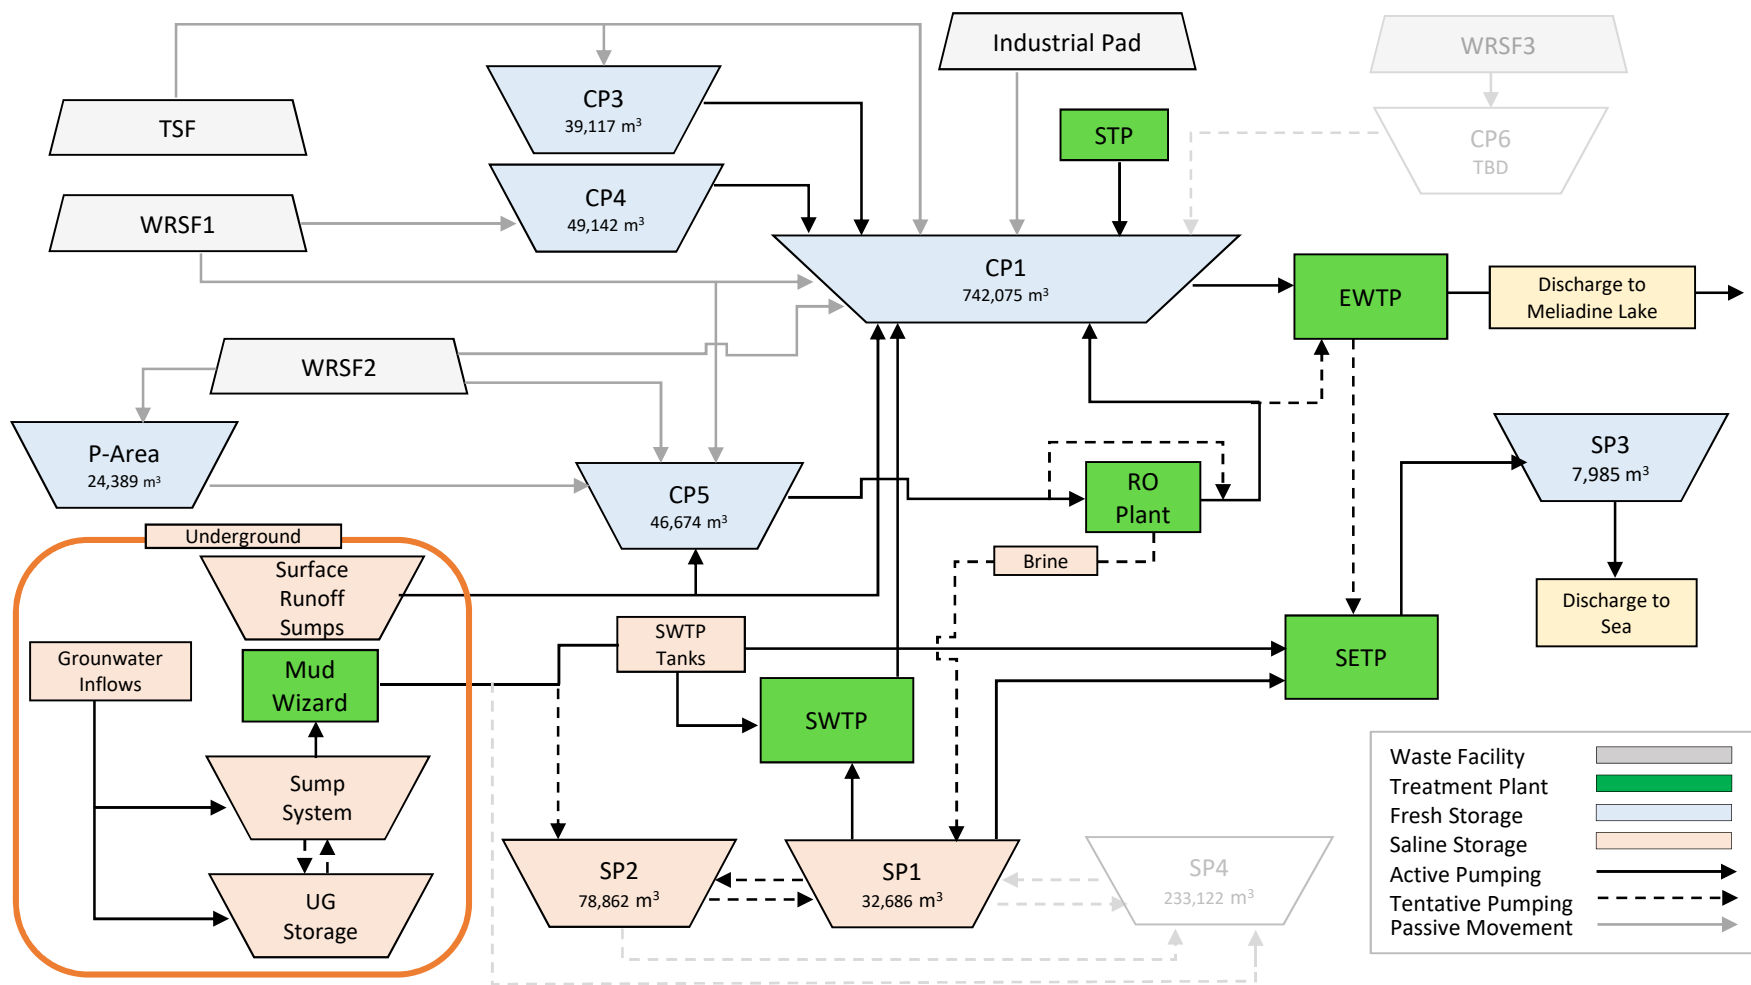 Industrial Pad
WRSF3
CP3
39,117 m³
TSF
STP
CP6
TBD
CP4
49,142 m³
WRSF1
CP1
742,075 m³
EWTP
Discharge to
Meliadine Lake
WRSF2
P-Area
24,389 m³
CP5
46,674 m³
RO
Plant
SP3
7,985 m³
Underground
Surface
Runoff
Sumps
Brine
Discharge to
Sea
Grounwater
Inflows
Mud
Wizard
SWTP
Tanks
SWTP
SETP
Sump
System
UG
Storage
SP2
78,862 m³
SP1
32,686 m³
SP4
233,122 m³
Waste Facility
Treatment Plant
Fresh Storage
Saline Storage
Active Pumping
Tentative Pumping
Passive Movement